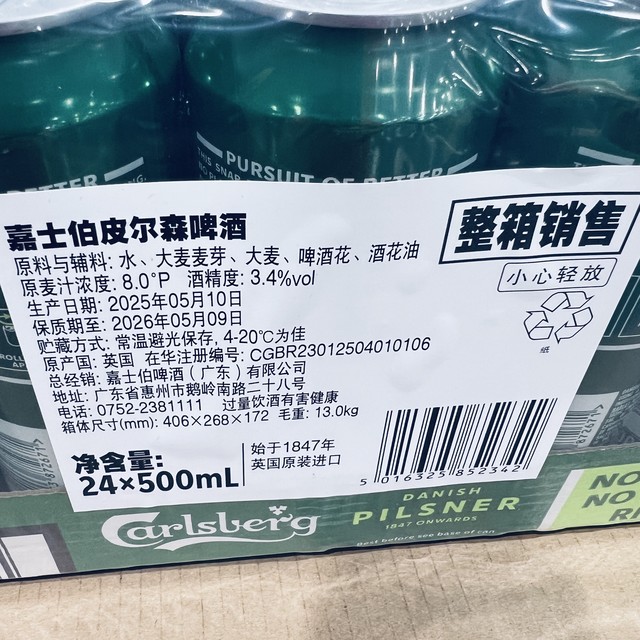 PURSUIT OF BETTER
嘉士伯皮尔森啤酒
整箱销售
小心轻放
纸
原料与辅料: 水、大麦麦芽、大麦、啤酒花、酒花油
原麦汁浓度: 8.0°P 酒精度: 3.4%vol
生产日期: 2025年05月10日
保质期至: 2026年05月09日
贮藏方式: 常温避光保存, 4-20℃为佳
原产国: 英国 在华注册编号: CGBR23012504010106
总经销: 嘉士伯啤酒(广东)有限公司
地址: 广东省惠州市鹅岭南路二十八号
电话: 0752-2381111 过量饮酒有害健康
箱体尺寸(mm): 406×268×172 毛重: 13.0kg
净含量:
24×500mL
始于1847年
英国原装进口
5 016325 852342
Carlsberg
DANISH
PILSNER
1847 ONWARDS
Best before see base of can
NO
NO